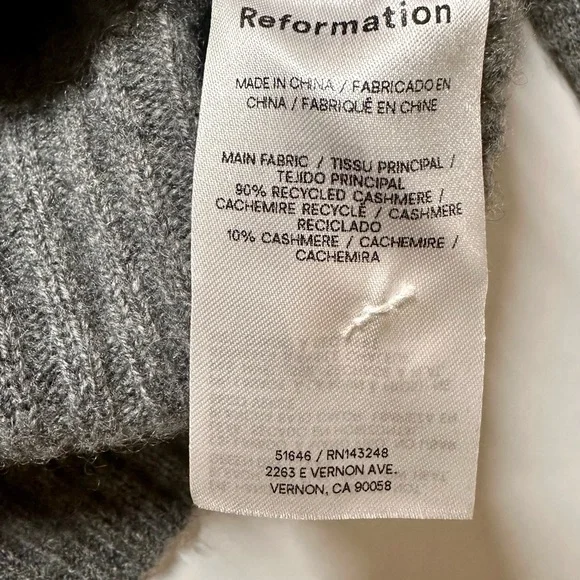 Reformation
MADE IN CHINA / FABRICADO EN
CHINA / FABRIQUÉ EN CHINE
MAIN FABRIC / TISSU PRINCIPAL /
TEJIDO PRINCIPAL
90% RECYCLED CASHMERE /
CACHEMIRE RECYCLÉ / CASHMERE
RECICLADO
10% CASHMERE / CACHEMIRE /
CACHEMIRA
51646 / RN143248
2263 E VERNON AVE.
VERNON, CA 90058